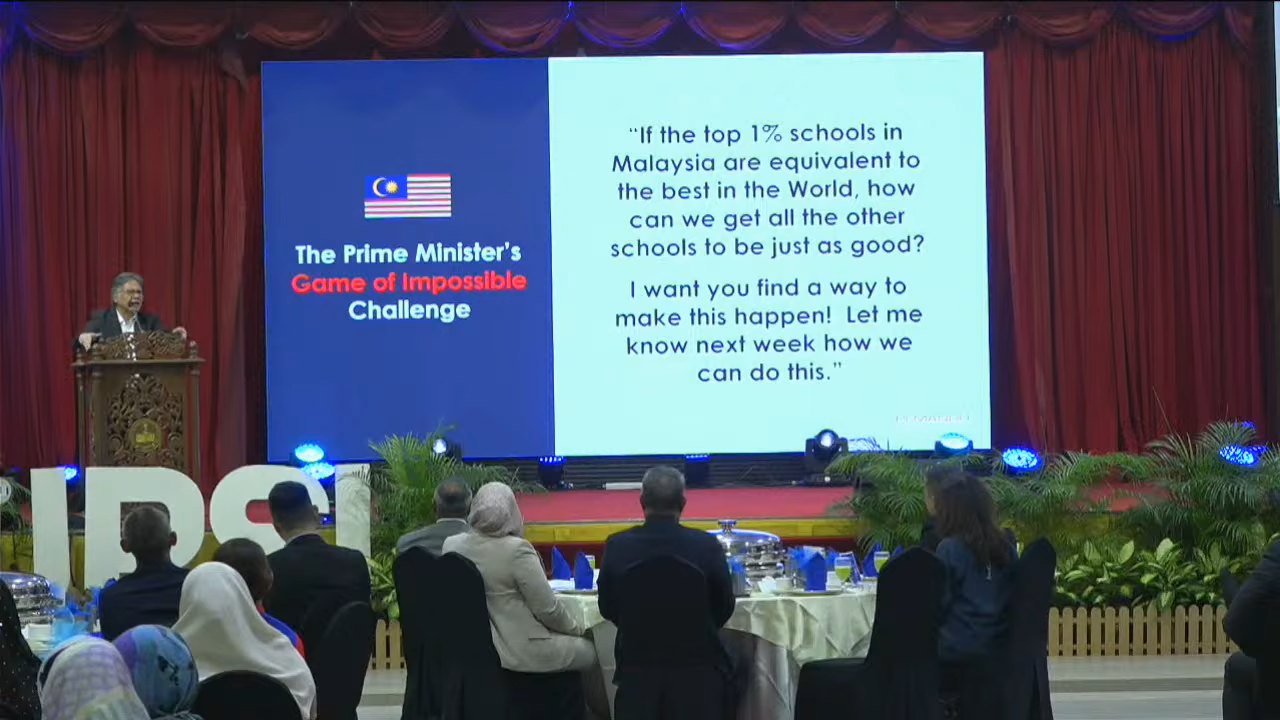 The Prime Minister's
Game of Impossible
Challenge
"If the top 1% schools in
Malaysia are equivalent to
the best in the World, how
can we get all the other
schools to be just as good?
I want you find a way to
make this happen!  Let me
know next week how we
can do this."
PEMANDU
IPSI